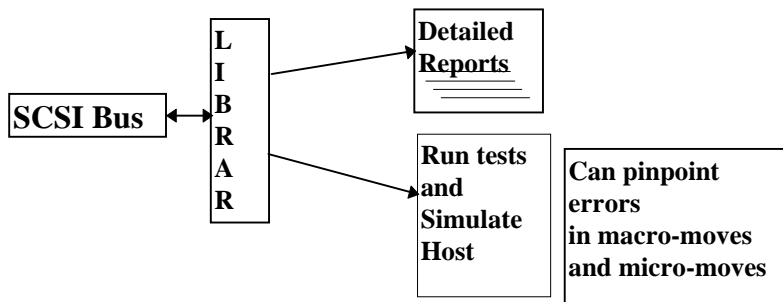 SCSI Bus
L
I
B
R
A
R
Detailed
Reports
Run tests
and
Simulate
Host
Can pinpoint
errors
in macro-moves
and micro-moves